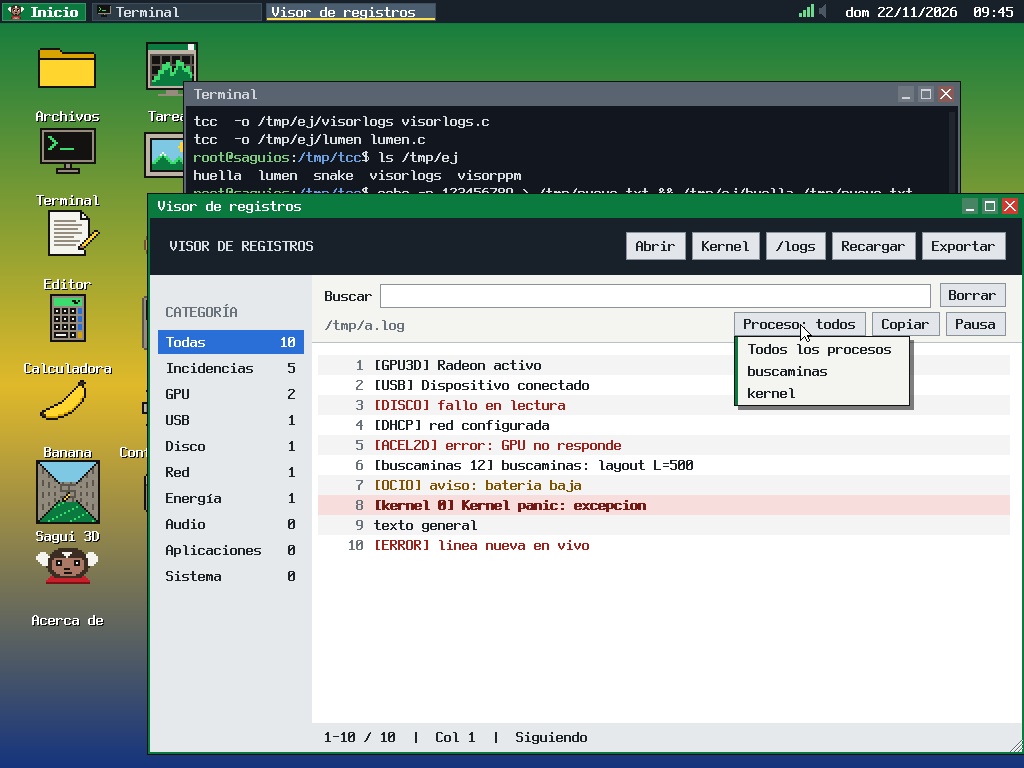 Inicio
Terminal
Visor de registros
dom 22/11/2026 09:45
Archivos
Terminal
Editor
Calculadora
Banana
Sagui 3D
Acerca de
Terminal
tcc -o /tmp/ej/visorlogs visorlogs.c
tcc -o /tmp/ej/lumen lumen.c
root@saguios:/tmp/tcc$ ls /tmp/ej
huella lumen snake visorlogs visorppm
Visor de registros
VISOR DE REGISTROS
Abrir
Kernel
/logs
Recargar
Exportar
CATEGORÍA
Todas 10
Incidencias 5
GPU 2
USB 1
Disco 1
Red 1
Energía 1
Audio 0
Aplicaciones 0
Sistema 0
Buscar
Borrar
/tmp/a.log
Proceso: todos
Copiar
Pausa
Todos los procesos
buscaminas
kernel
1 [GPU3D] Radeon activo
2 [USB] Dispositivo conectado
3 [DISCO] fallo en lectura
4 [DHCP] red configurada
5 [ACEL2D] error: GPU no responde
6 [buscaminas 12] buscaminas: layout L=500
7 [OCIO] aviso: bateria baja
8 [kernel 0] Kernel panic: excepcion
9 texto general
10 [ERROR] linea nueva en vivo
1-10 / 10 | Col 1 | Siguiendo